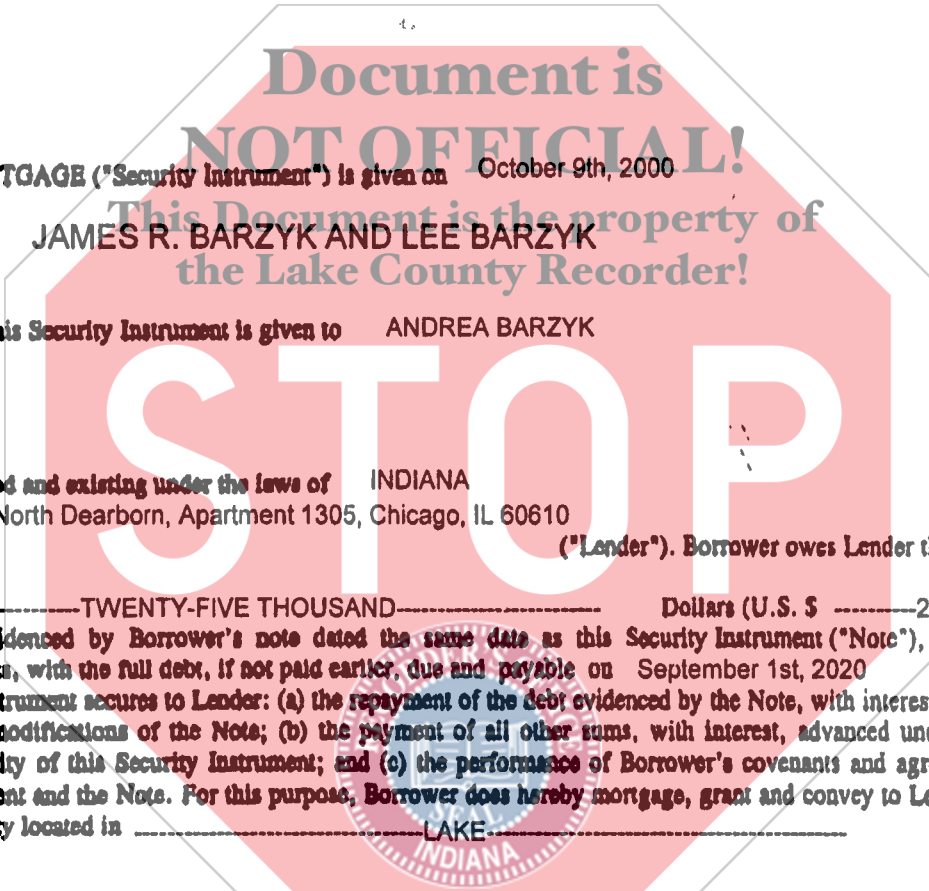 Document is
NOT OFFICIAL!
TGAGE ("Security Instrument") is given on October 9th, 2000
This Document is the property of
JAMES R. BARZYK AND LEE BARZYK
the Lake County Recorder!
is Security Instrument is given to ANDREA BARZYK
STOP
d and existing under the laws of INDIANA
North Dearborn, Apartment 1305, Chicago, IL 60610
("Lender"). Borrower owes Lender t
TWENTY-FIVE THOUSAND Dollars (U.S. $ 2
idenced by Borrower's note dated the same date as this Security Instrument ("Note"),
, with the full debt, if not paid earlier, due and payable on September 1st, 2020
trument secures to Lender: (a) the repayment of the debt evidenced by the Note, with interes
odifications of the Note; (b) the payment of all other sums, with interest, advanced un
ity of this Security Instrument; and (c) the performance of Borrower's covenants and agr
nt and the Note. For this purpose, Borrower does hereby mortgage, grant and convey to Le
y located in LAKE
SEAL
INDIANA